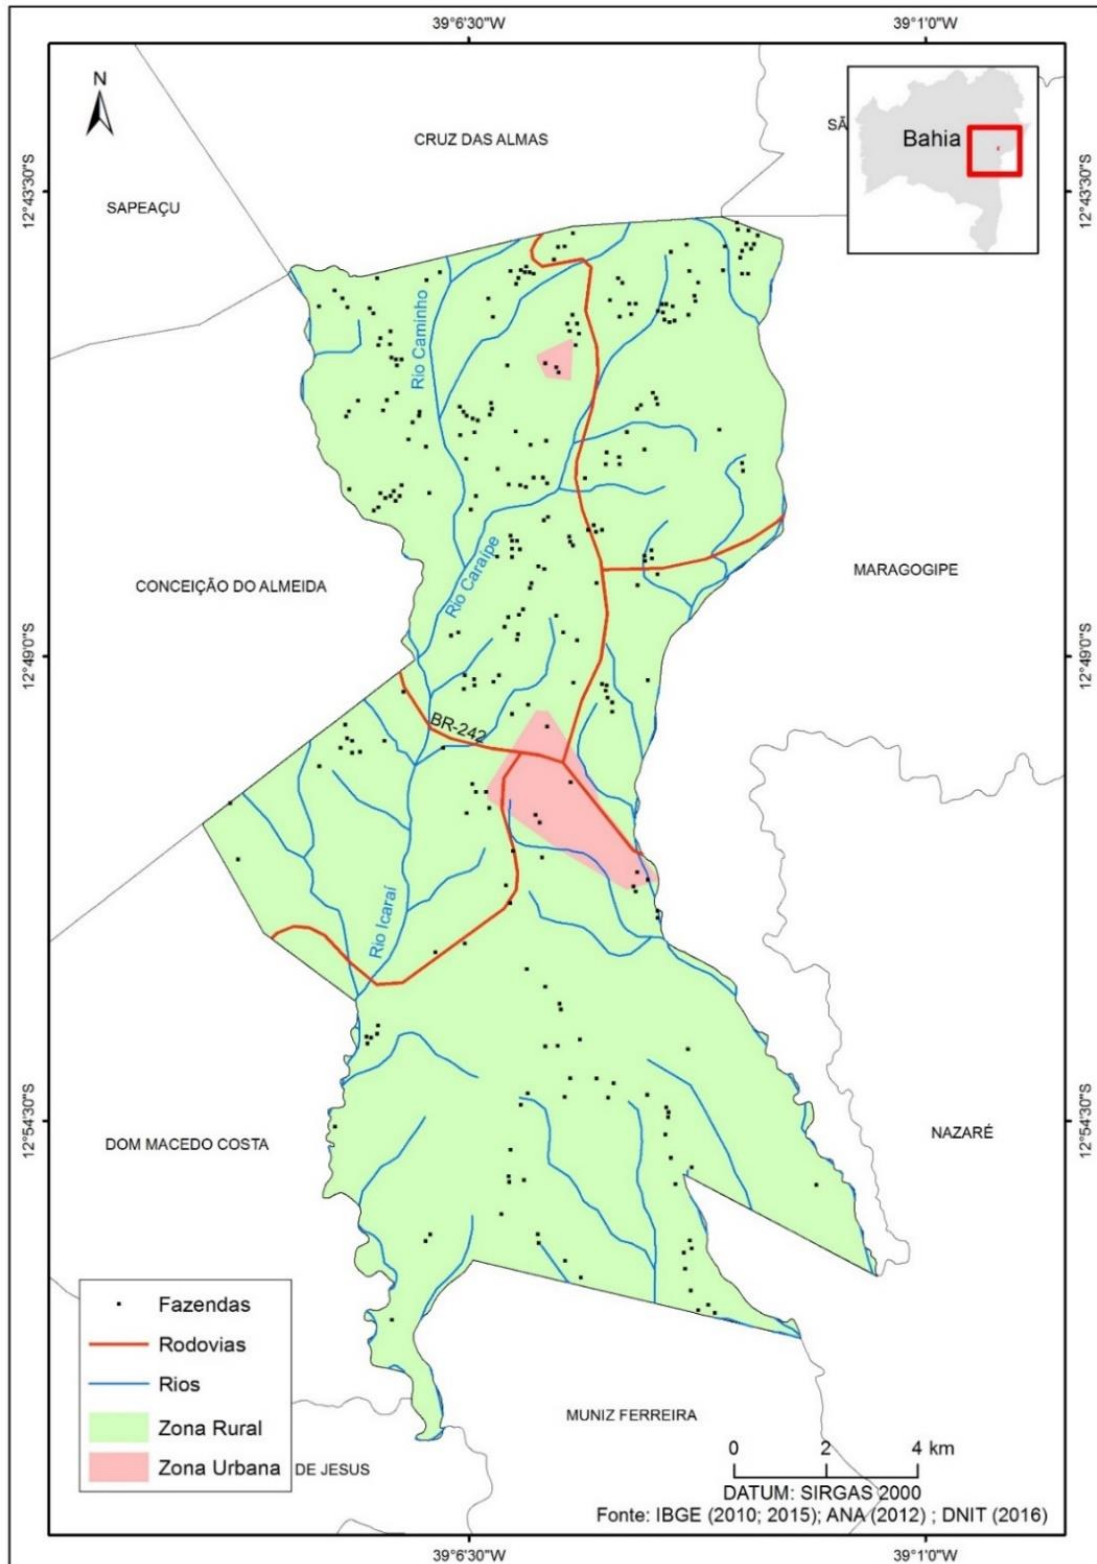 39°6'30"W
39°1'0"W
N
CRUZ DAS ALMAS
SÃ
Bahia
12°43'30"S
12°43'30"S
SAPEAÇU
Rio Caminho
Rio Caraípe
CONCEIÇÃO DO ALMEIDA
MARAGOGIPE
12°49'0"S
12°49'0"S
BR-242
Rio Icaraí
12°54'30"S
12°54'30"S
DOM MACEDO COSTA
NAZARÉ
Fazendas
Rodovias
Rios
Zona Rural
Zona Urbana
DE JESUS
MUNIZ FERREIRA
0 2 4 km
DATUM: SIRGAS 2000
Fonte: IBGE (2010; 2015); ANA (2012) ; DNIT (2016)
39°6'30"W
39°1'0"W